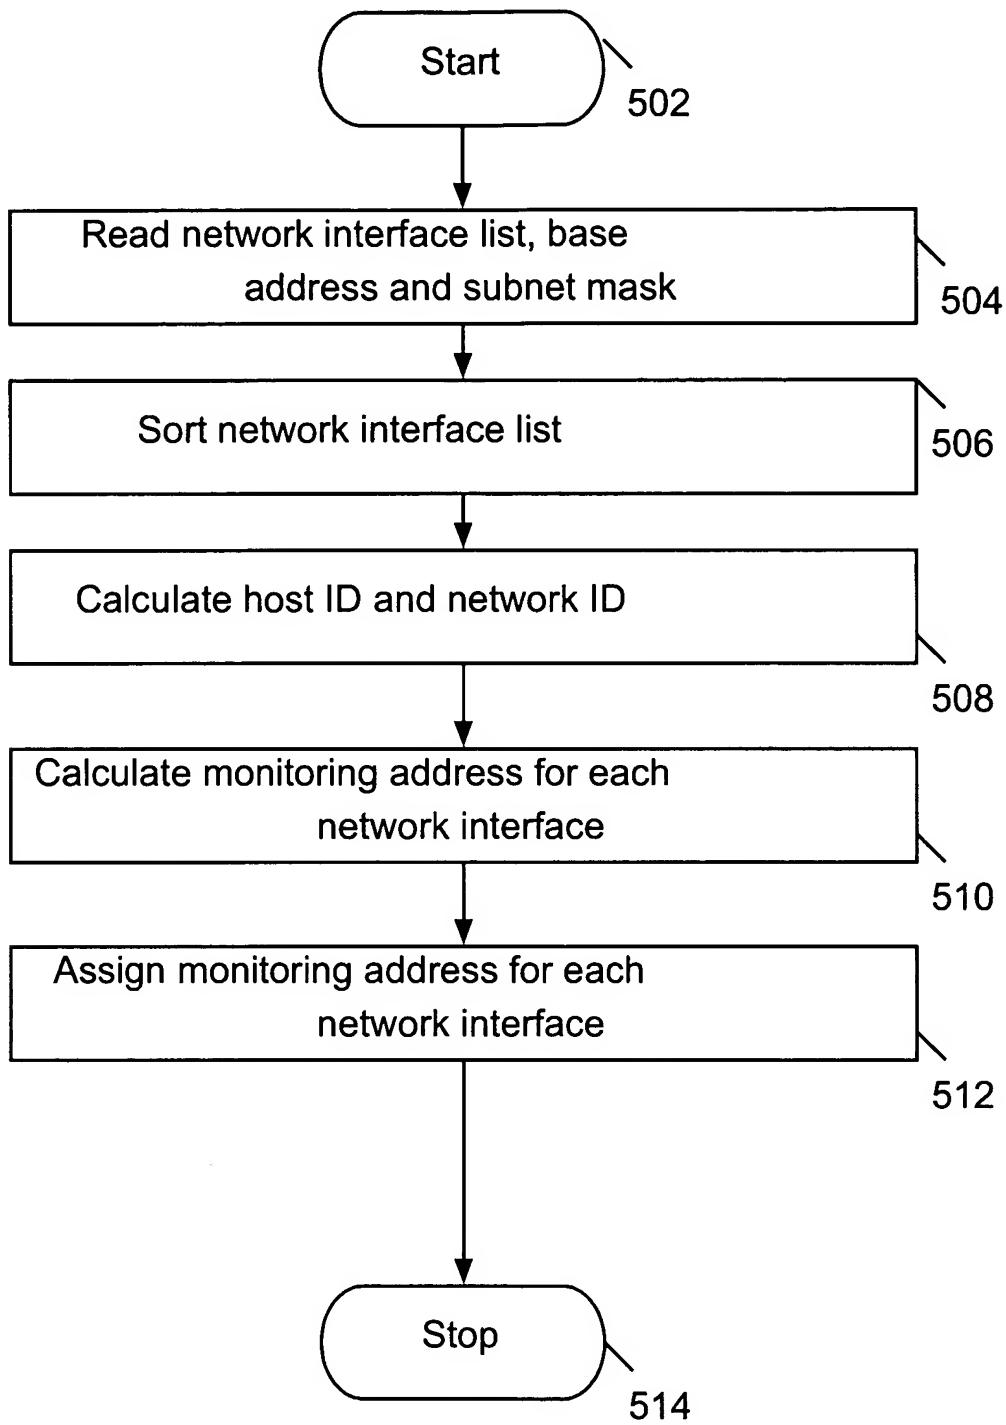 Start
502
Read network interface list, base
address and subnet mask
504
Sort network interface list
506
Calculate host ID and network ID
508
Calculate monitoring address for each
network interface
510
Assign monitoring address for each
network interface
512
Stop
514